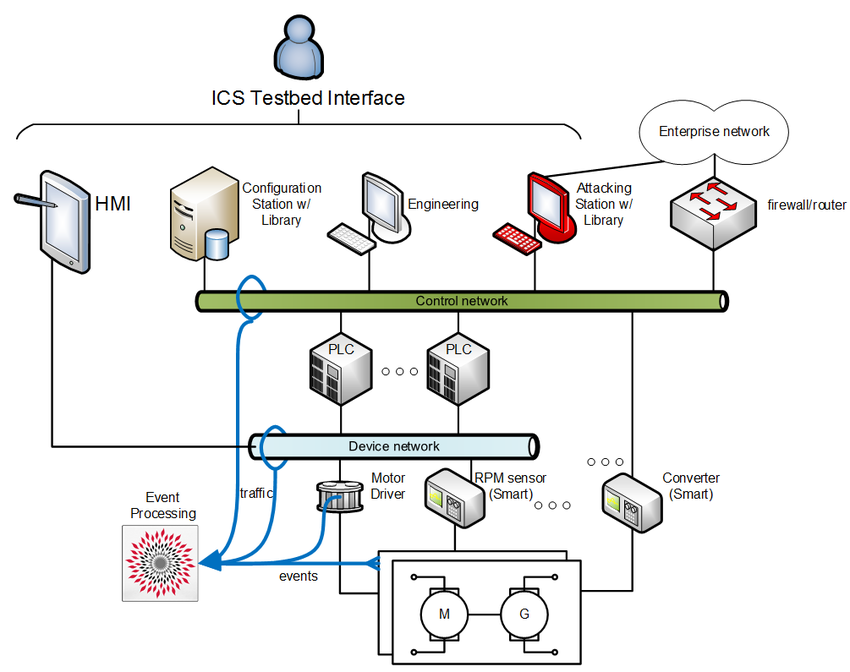 ICS Testbed Interface
Enterprise network
HMI
Configuration
Station w/
Library
Engineering
Attacking
Station w/
Library
firewall/router
Control network
PLC
PLC
Device network
Motor
Driver
RPM sensor
(Smart)
Converter
(Smart)
traffic
Event
Processing
events
M
G